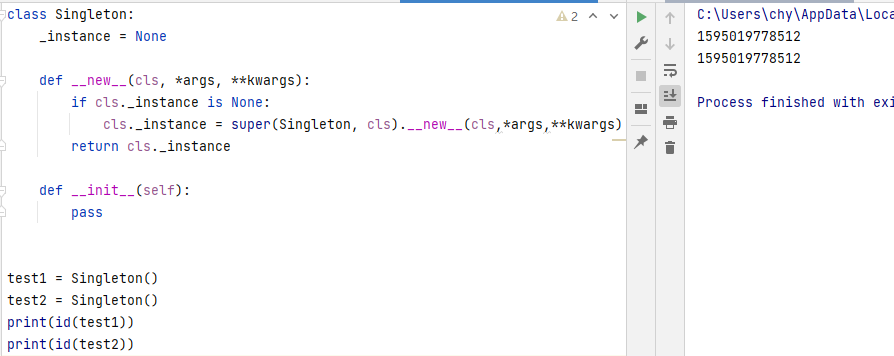 class Singleton:
    _instance = None
    def __new__(cls, *args, **kwargs):
        if cls._instance is None:
            cls._instance = super(Singleton, cls).__new__(cls,*args,**kwargs)
        return cls._instance
    def __init__(self):
        pass
test1 = Singleton()
test2 = Singleton()
print(id(test1))
print(id(test2))
2
C:\Users\chy\AppData\Loca
1595019778512
1595019778512
Process finished with exi